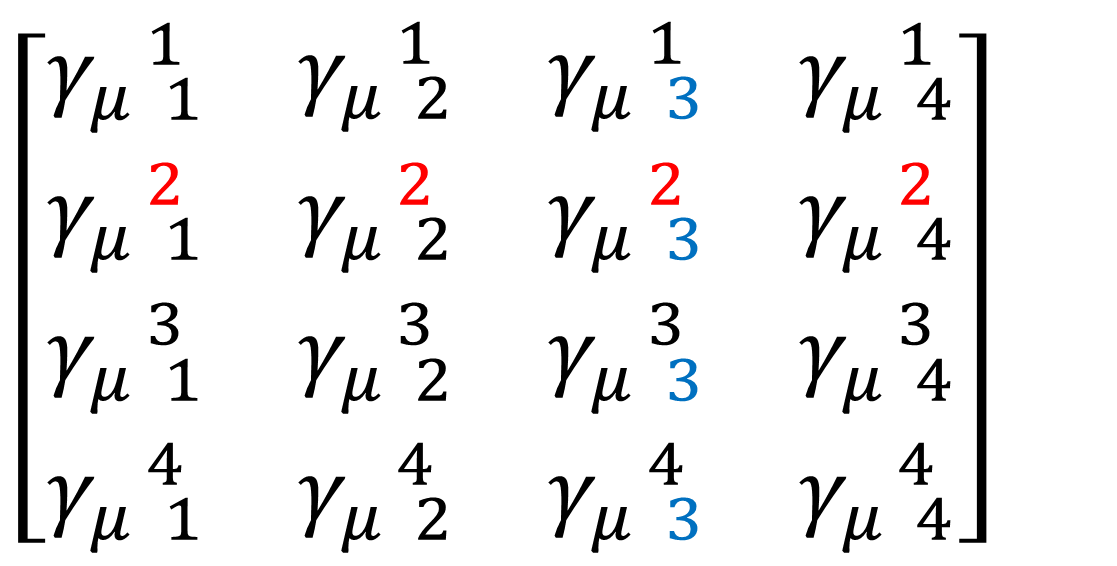 γμ 1 1 γμ 1 2 γμ 1 3 γμ 1 4
γμ 2 1 γμ 2 2 γμ 2 3 γμ 2 4
γμ 3 1 γμ 3 2 γμ 3 3 γμ 3 4
γμ 4 1 γμ 4 2 γμ 4 3 γμ 4 4